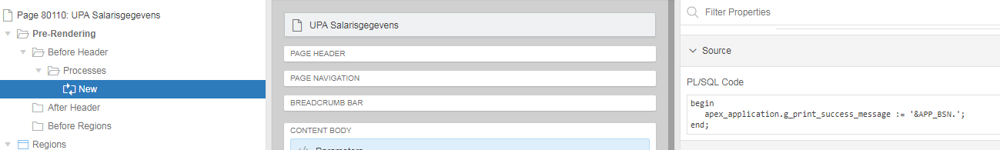 Page 80110: UPA Salarisgegevens
Pre-Rendering
Before Header
Processes
New
After Header
Before Regions
Regions
UPA Salarisgegevens
PAGE HEADER
PAGE NAVIGATION
BREADCRUMB BAR
CONTENT BODY
Parameters
Filter Properties
Source
PL/SQL Code
begin
apex_application.g_print_success_message := '&APP_BSN.';
end;